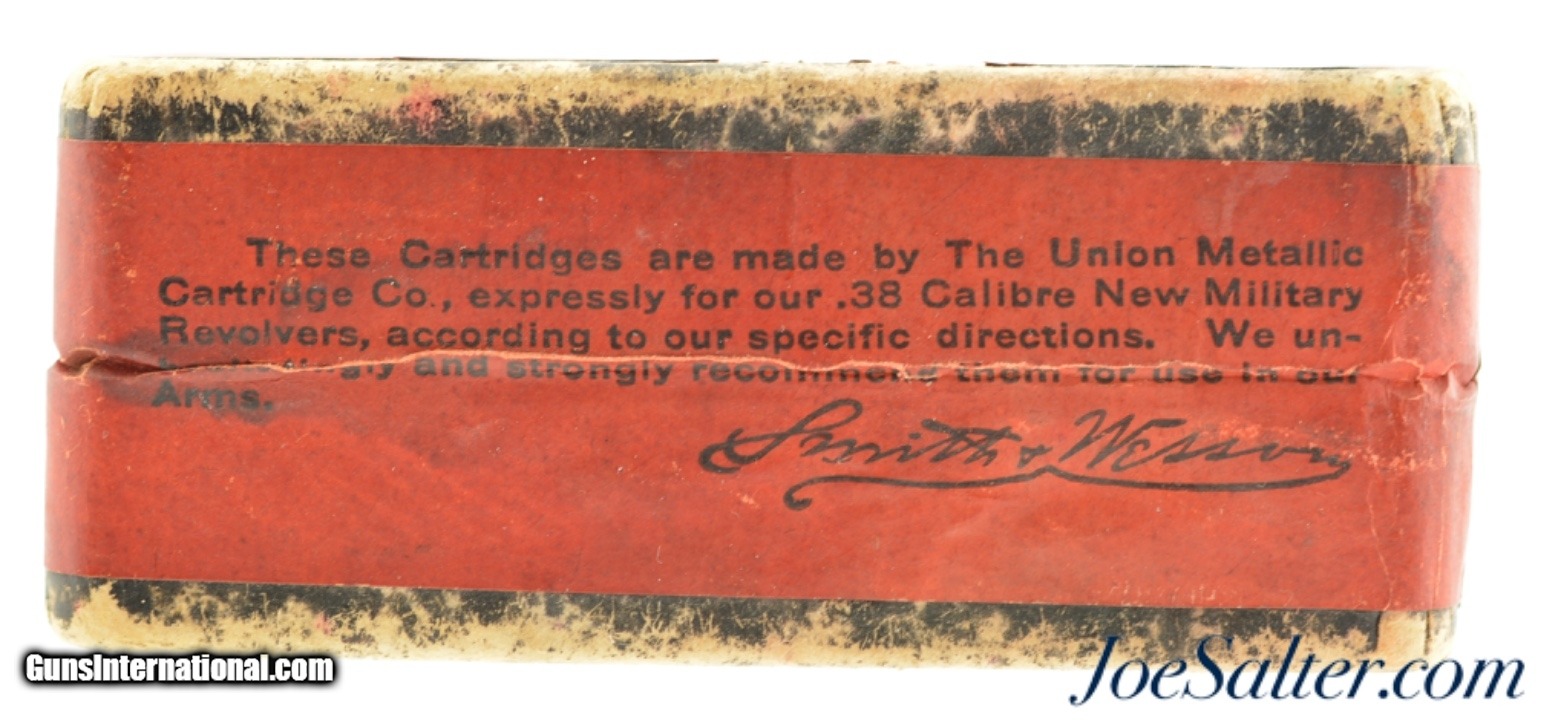 These Cartridges are made by The Union Metallic
Cartridge Co., expressly for our .38 Calibre New Military
Revolvers, according to our specific directions. We un-
and strongly recommend them for use in our
Arms.
Smith & Wesson
GunsInternational.com
JoeSalter.com